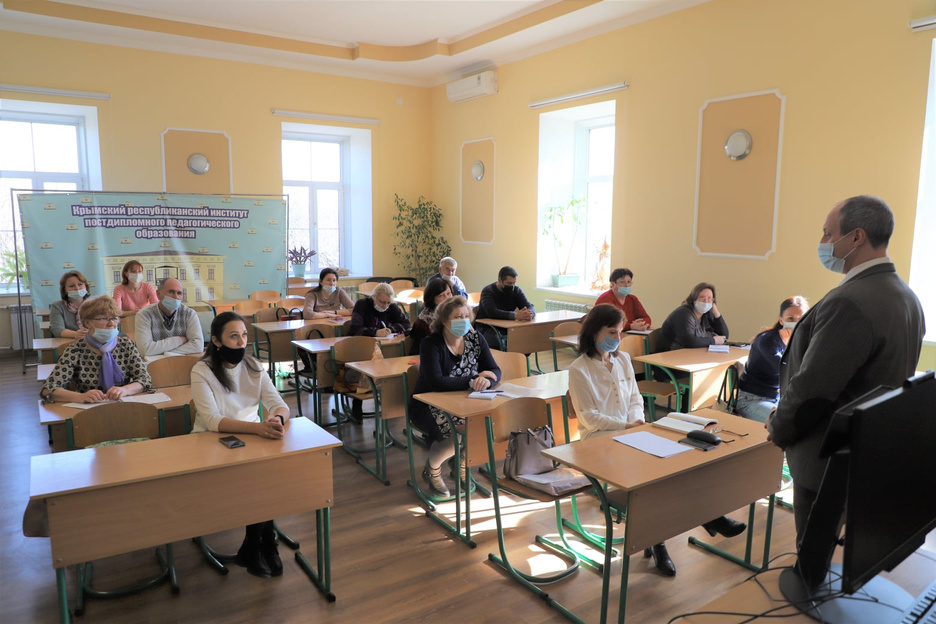 Крымский республиканский институт
постдипломного педагогического
образования